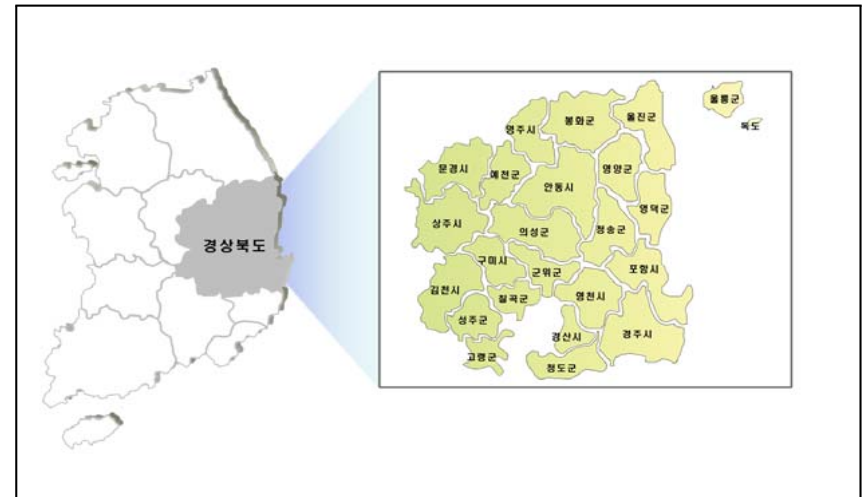 경상북도
울릉군
독도
울진군
봉화군
영주시
문경시
예천군
영양군
안동시
영덕군
상주시
의성군
청송군
구미시
군위군
포항시
김천시
칠곡군
영천시
성주군
경산시
경주시
고령군
청도군